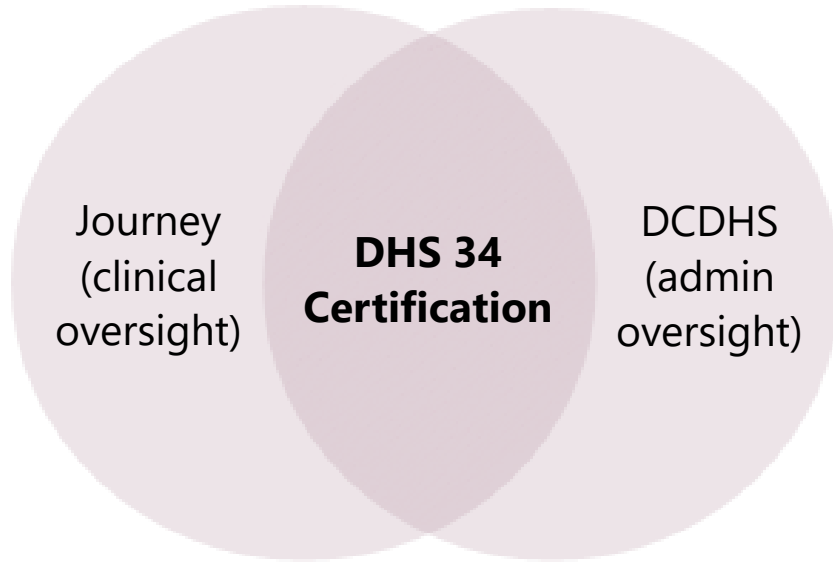 Journey
(clinical
oversight)
DHS 34
Certification
DCDHS
(admin
oversight)